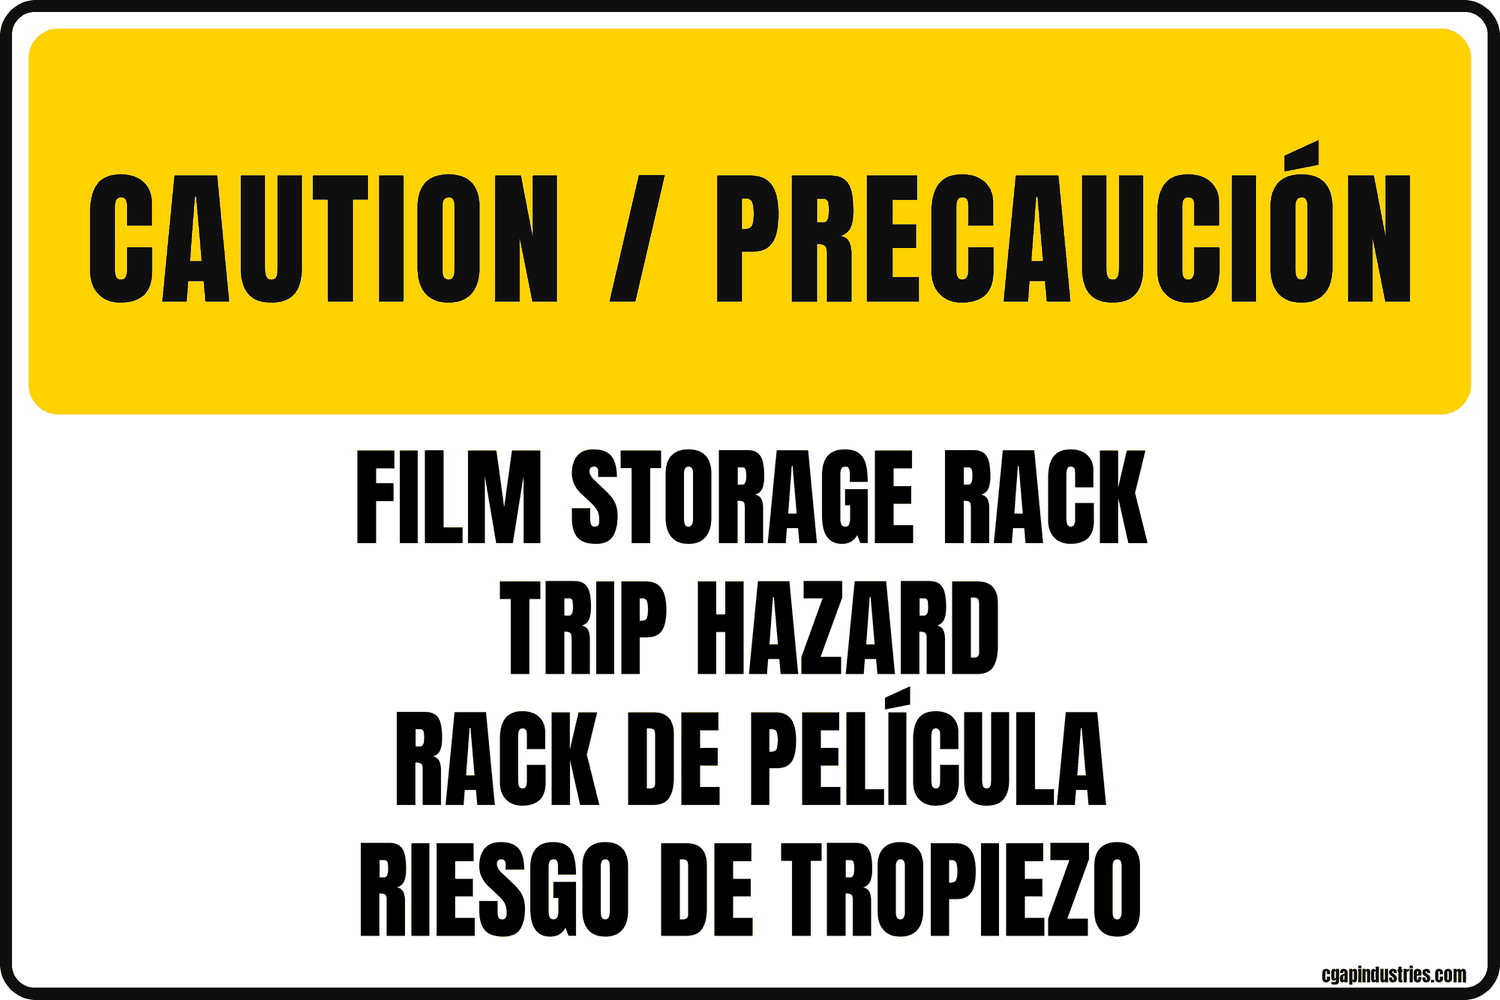 CAUTION / PRECAUCIÓN
FILM STORAGE RACK
TRIP HAZARD
RACK DE PELÍCULA
RIESGO DE TROPIEZO
cgapindustries.com